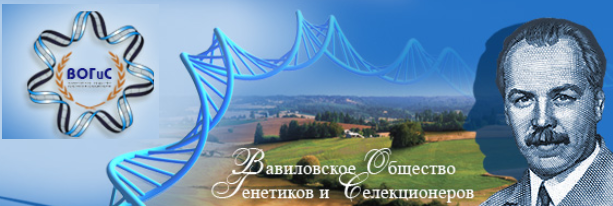 ВОГиС
Вавиловское Общество
Генетиков и Селекционеров